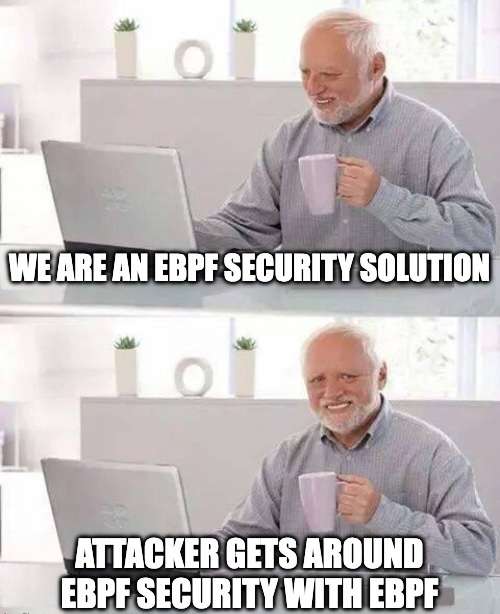 WE ARE AN EBPF SECURITY SOLUTION
ATTACKER GETS AROUND
EBPF SECURITY WITH EBPF